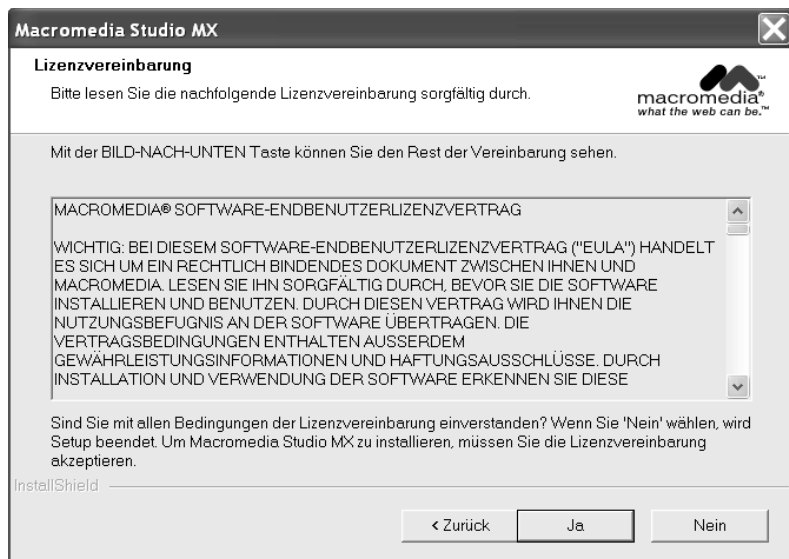 Macromedia Studio MX
Lizenzvereinbarung
Bitte lesen Sie die nachfolgende Lizenzvereinbarung sorgfältig durch.
macromedia®
what the web can be.™
Mit der BILD-NACH-UNTEN Taste können Sie den Rest der Vereinbarung sehen.
MACROMEDIA® SOFTWARE-ENDBENUTZERLIZENZVERTRAG
WICHTIG: BEI DIESEM SOFTWARE-ENDBENUTZERLIZENZVERTRAG ("EULA") HANDELT
ES SICH UM EIN RECHTLICH BINDENDES DOKUMENT ZWISCHEN IHNEN UND
MACROMEDIA. LESEN SIE IHN SORGFÄLTIG DURCH, BEVOR SIE DIE SOFTWARE
INSTALLIEREN UND BENUTZEN. DURCH DIESEN VERTRAG WIRD IHNEN DIE
NUTZUNGSBEFUGNIS AN DER SOFTWARE ÜBERTRAGEN. DIE
VERTRAGSBEDINGUNGEN ENTHALTEN AUSSERDEM
GEWÄHRLEISTUNGSINFORMATIONEN UND HAFTUNGSAUSSCHLÜSSE. DURCH
INSTALLATION UND VERWENDUNG DER SOFTWARE ERKENNEN SIE DIESE
Sind Sie mit allen Bedingungen der Lizenzvereinbarung einverstanden? Wenn Sie 'Nein' wählen, wird
Setup beendet. Um Macromedia Studio MX zu installieren, müssen Sie die Lizenzvereinbarung
akzeptieren.
InstallShield
< Zurück
Ja
Nein